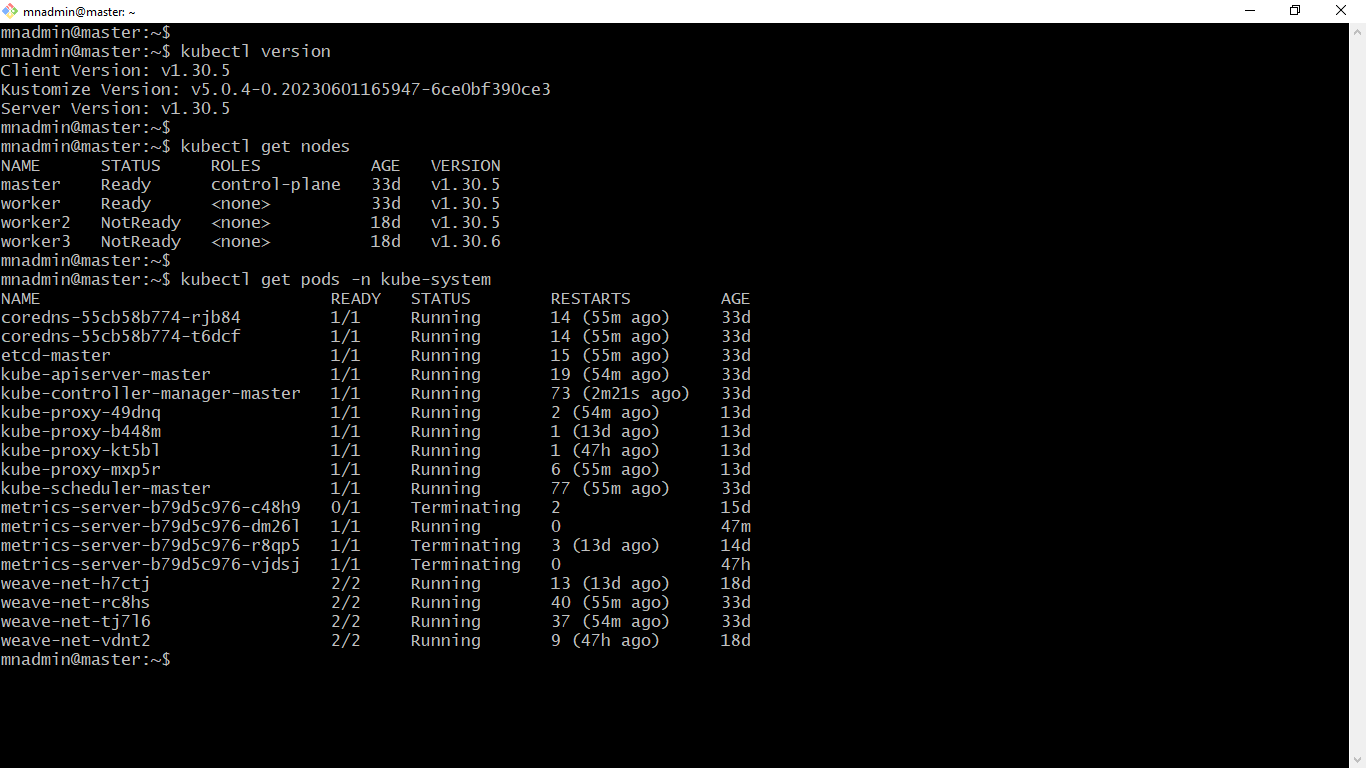 mnadmin@master: ~
mnadmin@master:~$
mnadmin@master:~$ kubectl version
Client Version: v1.30.5
Kustomize Version: v5.0.4-0.20230601165947-6ce0bf390ce3
Server Version: v1.30.5
mnadmin@master:~$
mnadmin@master:~$ kubectl get nodes
NAME      STATUS     ROLES           AGE   VERSION
master    Ready      control-plane   33d   v1.30.5
worker    Ready      <none>          33d   v1.30.5
worker2   NotReady   <none>          18d   v1.30.5
worker3   NotReady   <none>          18d   v1.30.6
mnadmin@master:~$
mnadmin@master:~$ kubectl get pods -n kube-system
NAME                             READY   STATUS        RESTARTS         AGE
coredns-55cb58b774-rjb84         1/1     Running       14 (55m ago)     33d
coredns-55cb58b774-t6dcf         1/1     Running       14 (55m ago)     33d
etcd-master                      1/1     Running       15 (55m ago)     33d
kube-apiserver-master            1/1     Running       19 (54m ago)     33d
kube-controller-manager-master   1/1     Running       73 (2m21s ago)   33d
kube-proxy-49dnq                 1/1     Running       2 (54m ago)      13d
kube-proxy-b448m                 1/1     Running       1 (13d ago)      13d
kube-proxy-kt5bl                 1/1     Running       1 (47h ago)      13d
kube-proxy-mxp5r                 1/1     Running       6 (55m ago)      13d
kube-scheduler-master            1/1     Running       77 (55m ago)     33d
metrics-server-b79d5c976-c48h9   0/1     Terminating   2                15d
metrics-server-b79d5c976-dm26l   1/1     Running       0                47m
metrics-server-b79d5c976-r8qp5   1/1     Terminating   3 (13d ago)      14d
metrics-server-b79d5c976-vjdsj   1/1     Terminating   0                47h
weave-net-h7ctj                  2/2     Running       13 (13d ago)     18d
weave-net-rc8hs                  2/2     Running       40 (55m ago)     33d
weave-net-tj7l6                  2/2     Running       37 (54m ago)     33d
weave-net-vdnt2                  2/2     Running       9 (47h ago)      18d
mnadmin@master:~$